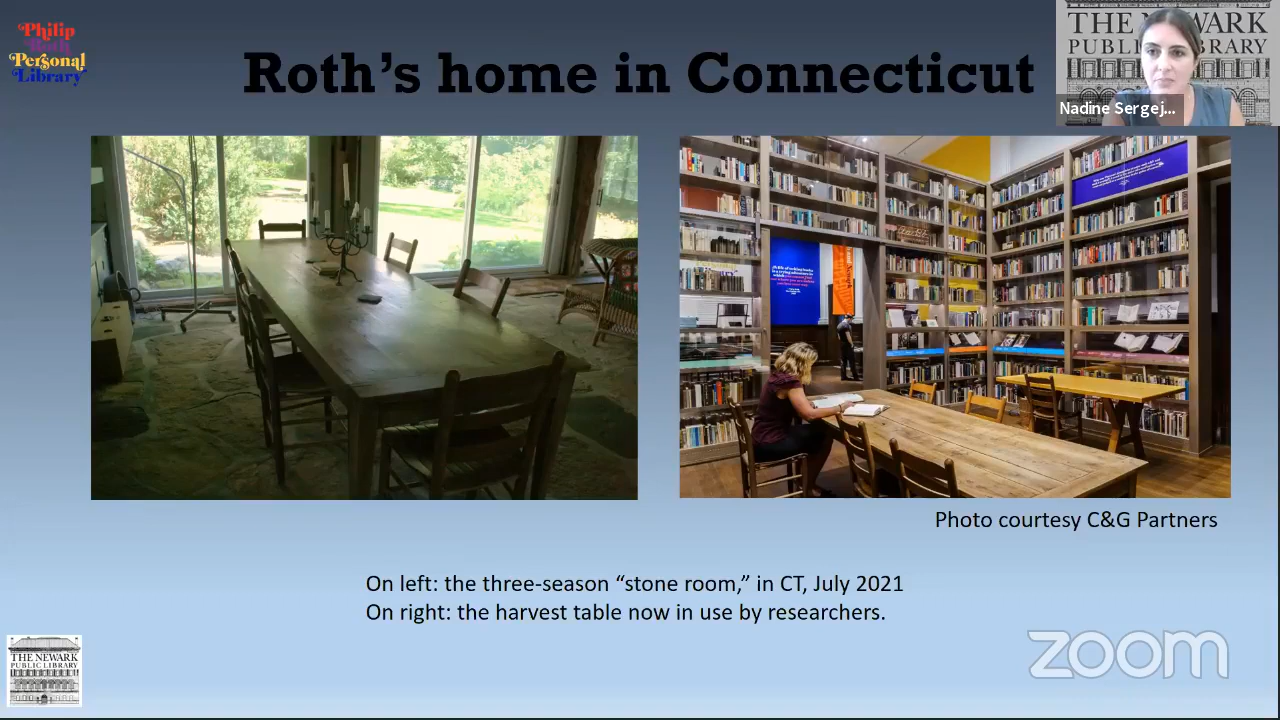 Philip
Roth
Personal
Library
Roth's home in Connecticut
THE NEWARK
PUBLIC LIBRARY
Nadine Sergej...
Photo courtesy C&G Partners
On left: the three-season “stone room,” in CT, July 2021
On right: the harvest table now in use by researchers.
THE NEWARK
PUBLIC LIBRARY
zoom